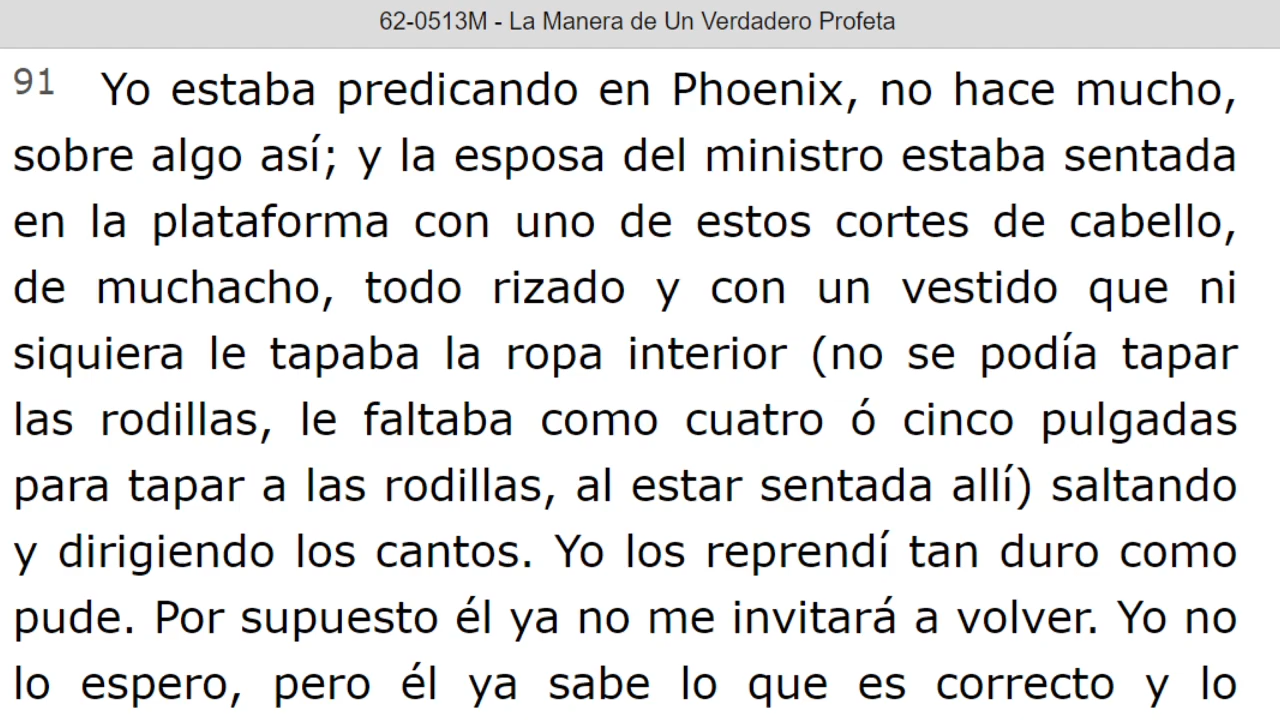 62-0513M - La Manera de Un Verdadero Profeta
91 Yo estaba predicando en Phoenix, no hace mucho,
sobre algo así; y la esposa del ministro estaba sentada
en la plataforma con uno de estos cortes de cabello,
de muchacho, todo rizado y con un vestido que ni
siquiera le tapaba la ropa interior (no se podía tapar
las rodillas, le faltaba como cuatro ó cinco pulgadas
para tapar a las rodillas, al estar sentada allí) saltando
y dirigiendo los cantos. Yo los reprendí tan duro como
pude. Por supuesto él ya no me invitará a volver. Yo no
lo espero, pero él ya sabe lo que es correcto y lo